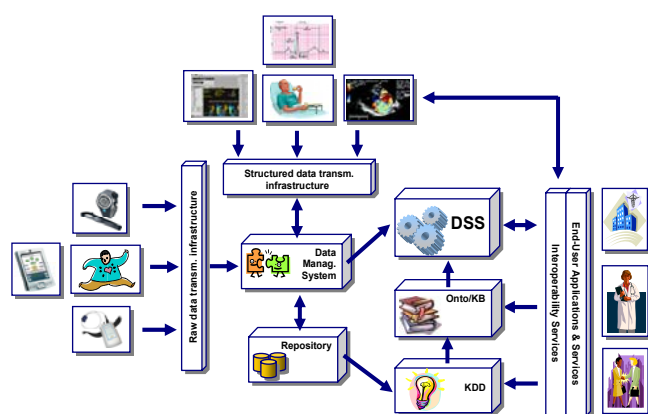 Structured data transm.
infrastructure
Raw data transm. infrastructure
Data
Manag.
System
DSS
Onto/KB
Repository
KDD
Interoperability Services
End-User Applications & Services